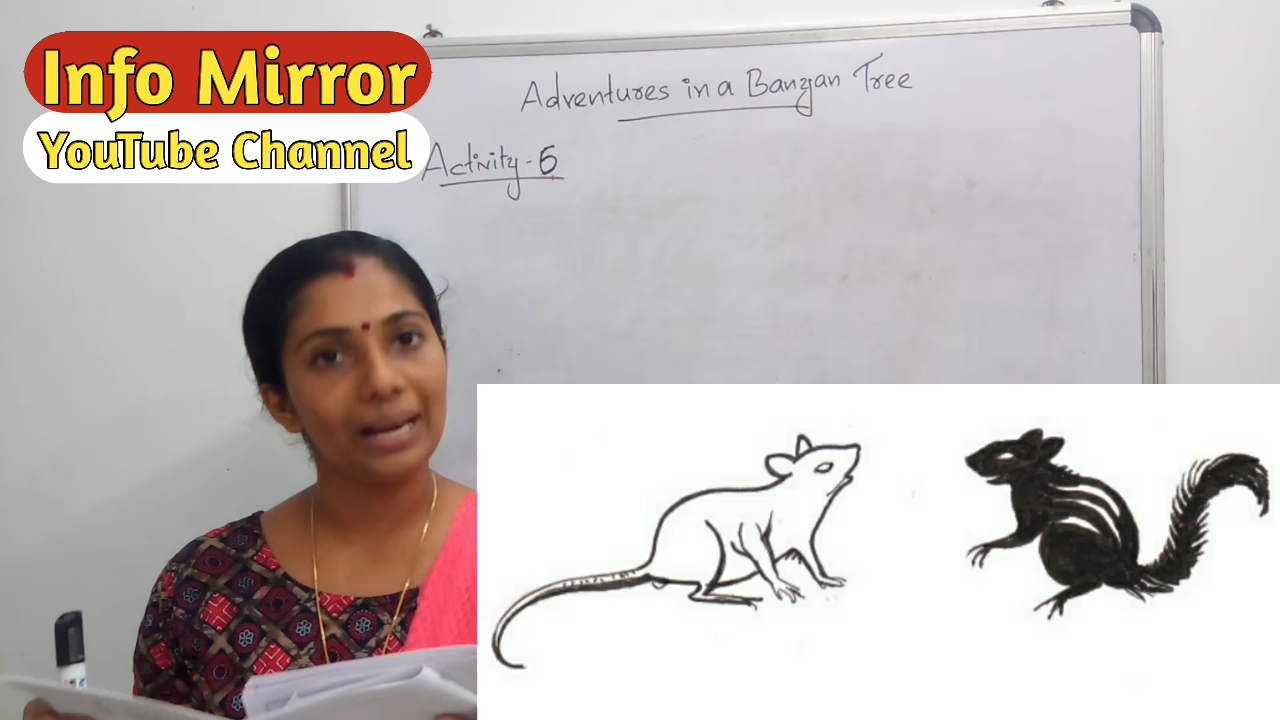 Info Mirror
YouTube Channel
Adventures in a Banyan Tree
Activity-6